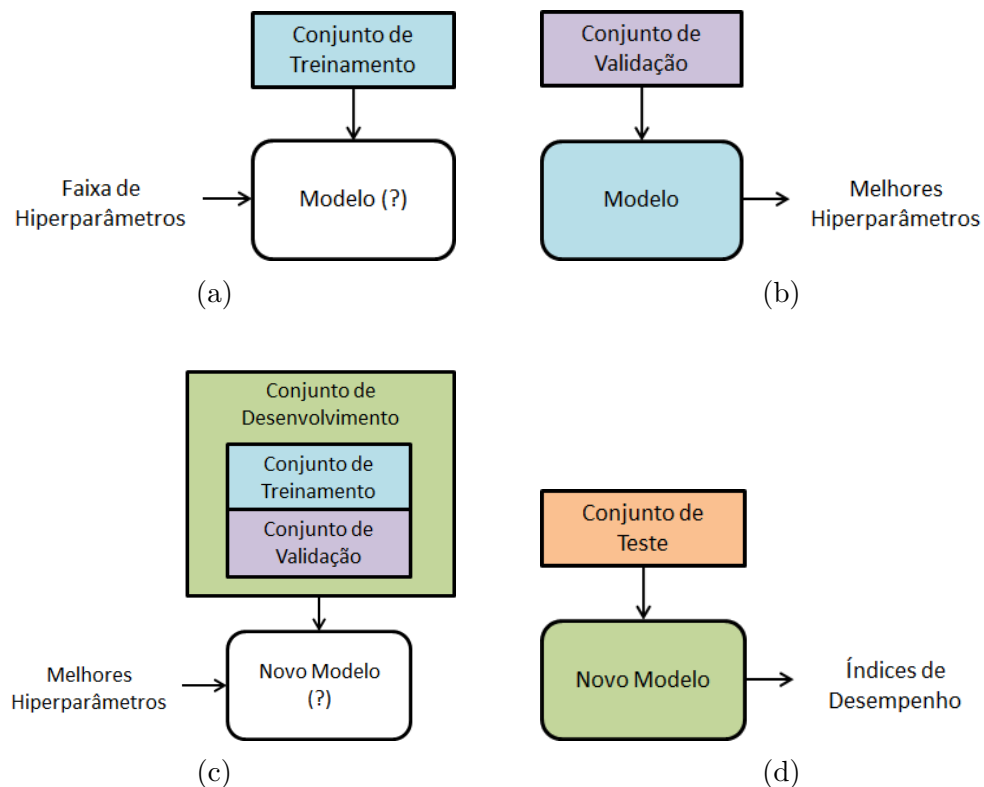 Conjunto de
Treinamento
Faixa de
Hiperparâmetros
Modelo (?)
(a)
Conjunto de
Validação
Modelo
Melhores
Hiperparâmetros
(b)
Conjunto de
Desenvolvimento
Conjunto de
Treinamento
Conjunto de
Validação
Melhores
Hiperparâmetros
Novo Modelo
(?)
(c)
Conjunto de
Teste
Novo Modelo
Índices de
Desempenho
(d)